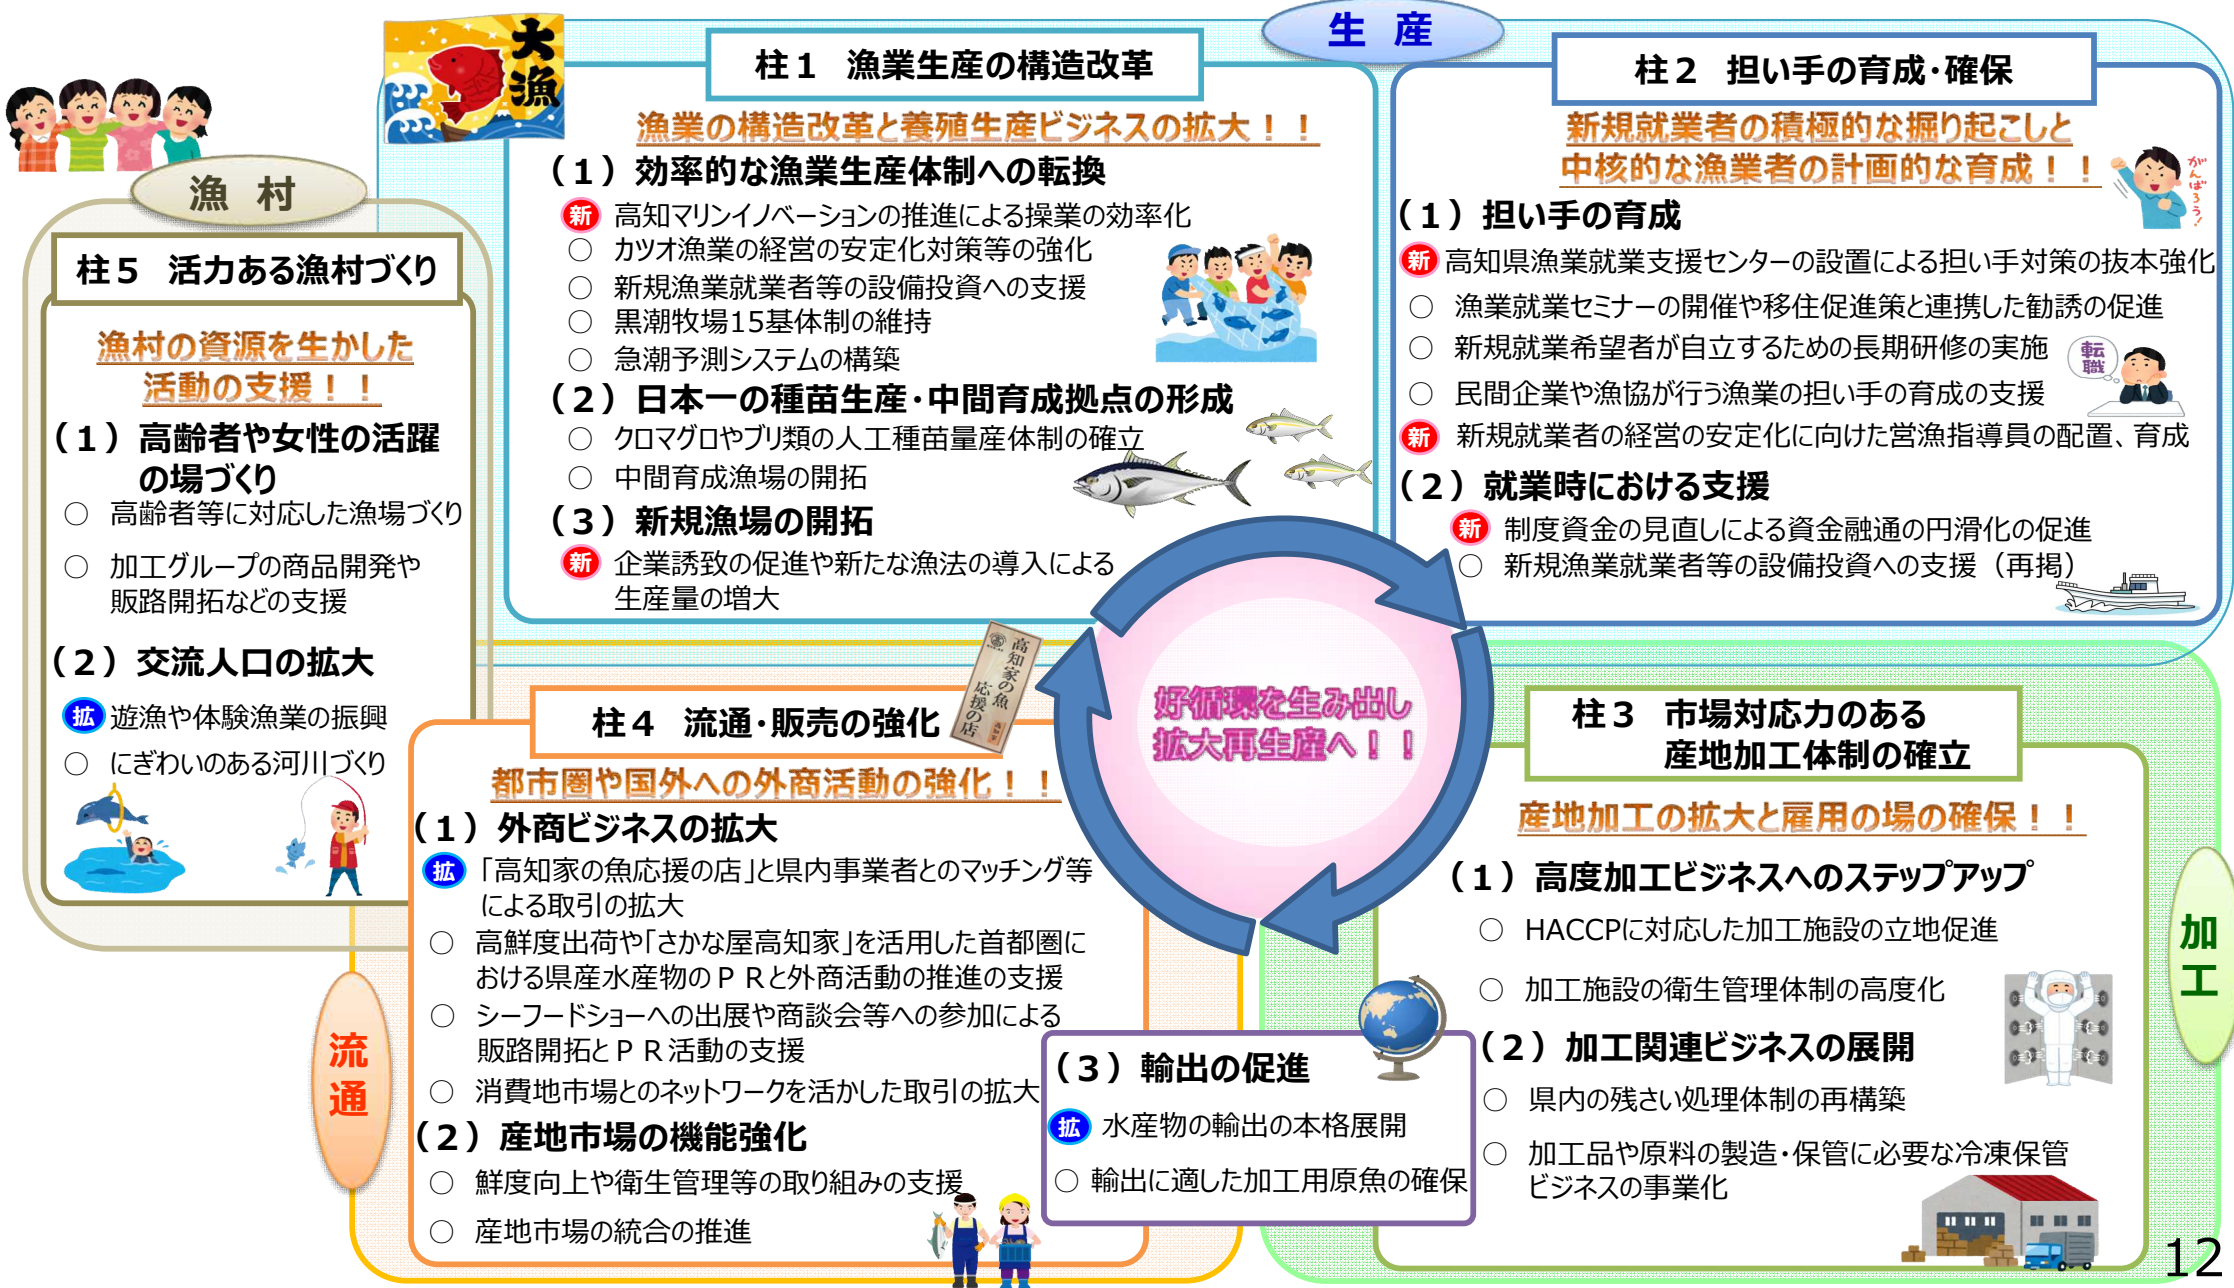 生 産
大漁
柱１ 漁業生産の構造改革
漁業の構造改革と養殖生産ビジネスの拡大！！
（１）効率的な漁業生産体制への転換
新 高知マリンイノベーションの推進による操業の効率化
○ カツオ漁業の経営の安定化対策等の強化
○ 新規漁業就業者等の設備投資への支援
○ 黒潮牧場15基体制の維持
○ 急潮予測システムの構築
（２）日本一の種苗生産･中間育成拠点の形成
○ クロマグロやブリ類の人工種苗量産体制の確立
○ 中間育成漁場の開拓
（３）新規漁場の開拓
新 企業誘致の促進や新たな漁法の導入による
生産量の増大
柱２ 担い手の育成･確保
新規就業者の積極的な掘り起こしと
中核的な漁業者の計画的な育成！！
がんばろう！
（１）担い手の育成
新 高知県漁業就業支援センターの設置による担い手対策の抜本強化
○ 漁業就業セミナーの開催や移住促進策と連携した勧誘の促進
○ 新規就業希望者が自立するための長期研修の実施
転職
○ 民間企業や漁協が行う漁業の担い手の育成の支援
新 新規就業者の経営の安定化に向けた営漁指導員の配置、育成
（２）就業時における支援
新 制度資金の見直しによる資金融通の円滑化の促進
○ 新規漁業就業者等の設備投資への支援（再掲）
漁 村
柱５ 活力ある漁村づくり
漁村の資源を生かした
活動の支援！！
（１）高齢者や女性の活躍
の場づくり
○ 高齢者等に対応した漁場づくり
○ 加工グループの商品開発や
販路開拓などの支援
（２）交流人口の拡大
拡 遊漁や体験漁業の振興
○ にぎわいのある河川づくり
好循環を生み出し
拡大再生産へ！！
流通
柱４ 流通･販売の強化
高知家の魚
応援の店
都市圏や国外への外商活動の強化！！
（１）外商ビジネスの拡大
拡 「高知家の魚応援の店」と県内事業者とのマッチング等
による取引の拡大
○ 高鮮度出荷や「さかな屋高知家」を活用した首都圏に
おける県産水産物のＰＲと外商活動の推進の支援
○ シーフードショーへの出展や商談会等への参加による
販路開拓とＰＲ活動の支援
○ 消費地市場とのネットワークを活かした取引の拡大
（２）産地市場の機能強化
○ 鮮度向上や衛生管理等の取り組みの支援
○ 産地市場の統合の推進
（３）輸出の促進
拡 水産物の輸出の本格展開
○ 輸出に適した加工用原魚の確保
加工
柱３ 市場対応力のある
産地加工体制の確立
産地加工の拡大と雇用の場の確保！！
（１）高度加工ビジネスへのステップアップ
○ HACCPに対応した加工施設の立地促進
○ 加工施設の衛生管理体制の高度化
（２）加工関連ビジネスの展開
○ 県内の残さい処理体制の再構築
○ 加工品や原料の製造･保管に必要な冷凍保管
ビジネスの事業化
12